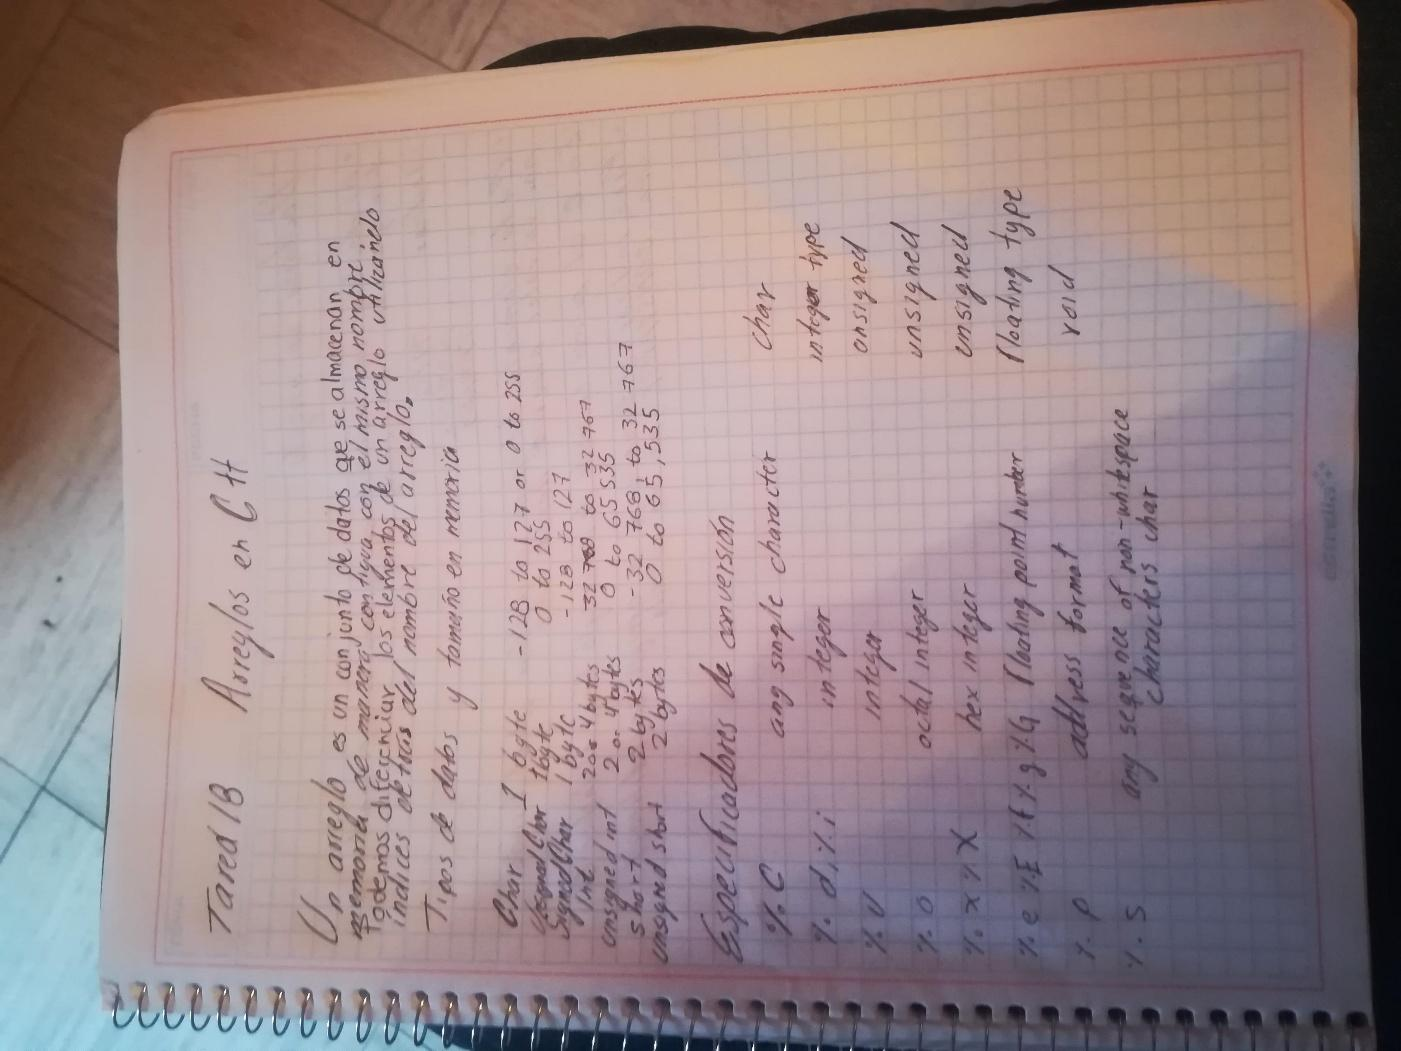 Tarea 1B Arreglos en C++
Un arreglo es un conjunto de datos que se almacenan en
memoria de manera contigua con el mismo nombre.
Podemos diferenciar los elementos de un arreglo utilizando
indices detras del nombre del arreglo.
Tipos de datos y tamaño en memoria
Char 1 byte -128 to 127 or 0 to 255
Unsigned Char 1byte 0 to 255
Signed Char 1 byte -128 to 127
Int 2 or 4 bytes 32 768 to 32 767
unsigned int 2 or 4 bytes 0 to 65 535
short 2 bytes -32 768, to 32 767
unsigned short 2 bytes 0 to 65,535
Especificadores de conversión
%. C any single character char
%. d, %. i integer integer type
%. U integer unsigned
%. o octal integer unsigned
%. x % X hex integer unsigned
%. e %E %f %.g %G floating point number floating type
%. p address format void
%. S any sequence of non-whitespace
characters char